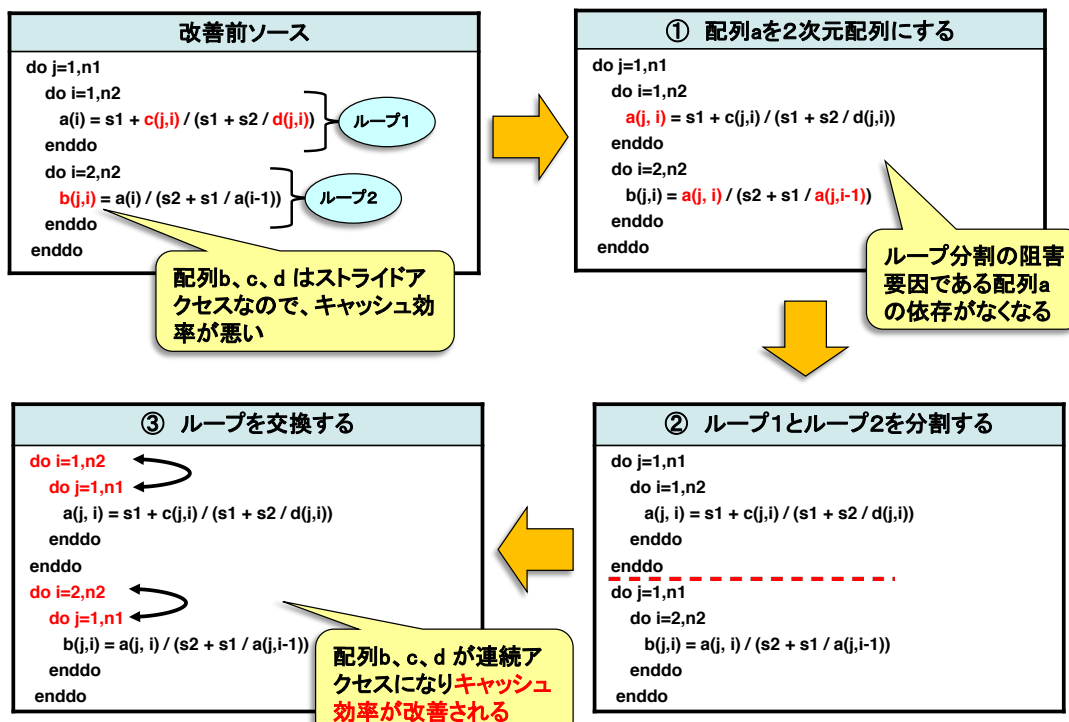 改善前ソース
do j=1,n1
do i=1,n2
a(i) = s1 + c(j,i) / (s1 + s2 / d(j,i))
enddo
ループ1
do i=2,n2
b(j,i) = a(i) / (s2 + s1 / a(i-1))
enddo
ループ2
enddo
配列b、c、d はストライドア
クセスなので、キャッシュ効
率が悪い
① 配列aを2次元配列にする
do j=1,n1
do i=1,n2
a(j, i) = s1 + c(j,i) / (s1 + s2 / d(j,i))
enddo
do i=2,n2
b(j,i) = a(j, i) / (s2 + s1 / a(j,i-1))
enddo
enddo
ループ分割の阻害
要因である配列a
の依存がなくなる
② ループ1とループ2を分割する
do j=1,n1
do i=1,n2
a(j, i) = s1 + c(j,i) / (s1 + s2 / d(j,i))
enddo
enddo
do j=1,n1
do i=2,n2
b(j,i) = a(j, i) / (s2 + s1 / a(j,i-1))
enddo
enddo
③ ループを交換する
do i=1,n2
do j=1,n1
a(j, i) = s1 + c(j,i) / (s1 + s2 / d(j,i))
enddo
enddo
do i=2,n2
do j=1,n1
b(j,i) = a(j, i) / (s2 + s1 / a(j,i-1))
enddo
enddo
配列b、c、d が連続ア
クセスになりキャッシュ
効率が改善される